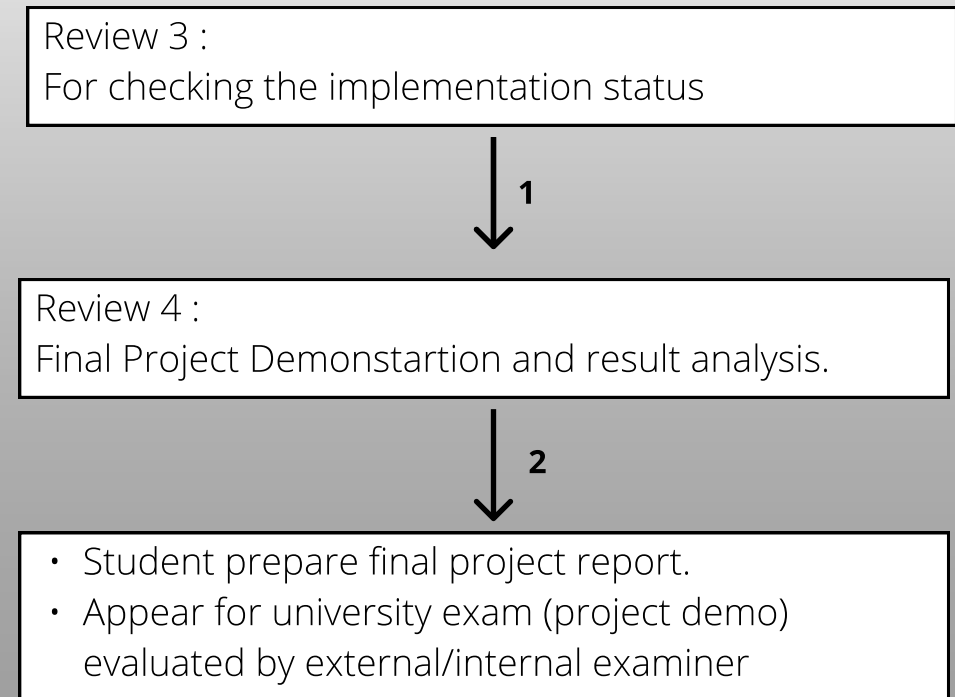 Review 3 :
For checking the implementation status
1
Review 4 :
Final Project Demonstartion and result analysis.
2
• Student prepare final project report.
• Appear for university exam (project demo)
evaluated by external/internal examiner